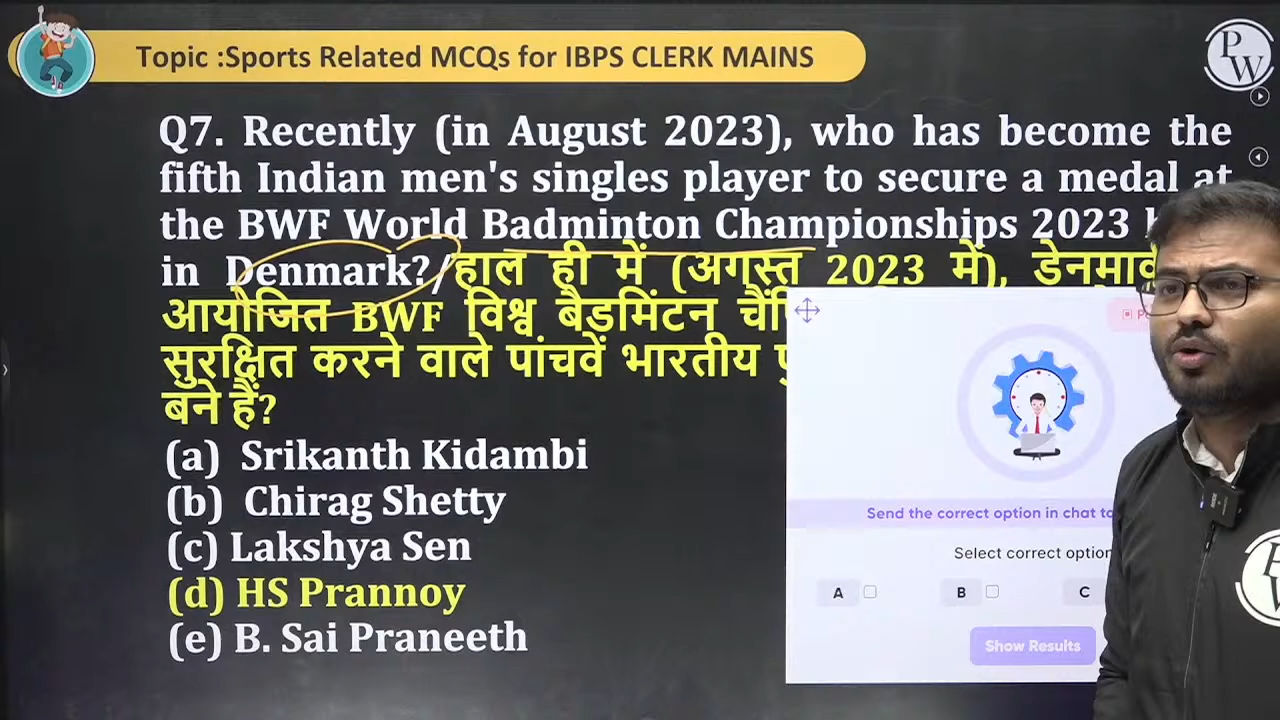 Topic :Sports Related MCQs for IBPS CLERK MAINS
PW
Q7. Recently (in August 2023), who has become the
fifth Indian men's singles player to secure a medal at
the BWF World Badminton Championships 2023
in Denmark?/हाल ही में (अगस्त 2023 में),
आयोजित BWF विश्व बैडमिंटन
सुरक्षित करने वाले पांचवें भारतीय
बने हैं?
(a) Srikanth Kidambi
(b) Chirag Shetty
(c) Lakshya Sen
(d) HS Prannoy
(e) B. Sai Praneeth
Send the correct option in chat
Select correct option
A B C
Show Results